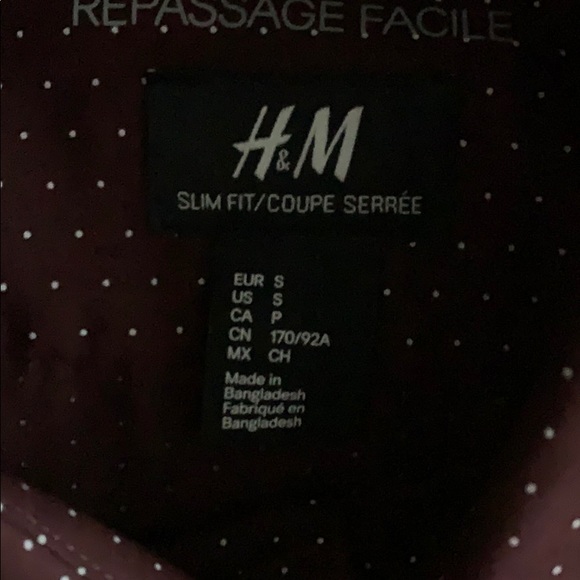 REPASSAGE FACILE
H&M
SLIM FIT/COUPE SERRÉE
EUR S
US S
CA P
CN 170/92A
MX CH
Made in
Bangladesh
Fabriqué en
Bangladesh